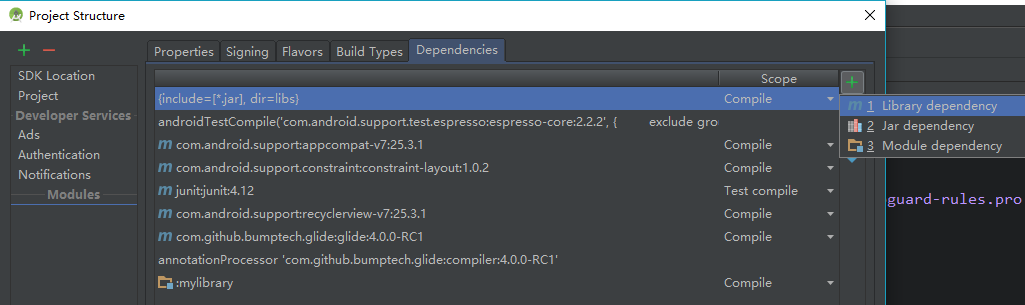 Project Structure
Properties Signing Flavors Build Types Dependencies
SDK Location
Project
Developer Services
Ads
Authentication
Notifications
Modules
Scope
{include=[*.jar], dir=libs} Compile
androidTestCompile('com.android.support.test.espresso:espresso-core:2.2.2', { exclude grou
m com.android.support:appcompat-v7:25.3.1 Compile
m com.android.support.constraint:constraint-layout:1.0.2 Compile
m junit:junit:4.12 Test compile
m com.android.support:recyclerview-v7:25.3.1 Compile
m com.github.bumptech.glide:glide:4.0.0-RC1 Compile
annotationProcessor 'com.github.bumptech.glide:compiler:4.0.0-RC1'
:mylibrary Compile
m 1 Library dependency
2 Jar dependency
3 Module dependency
guard-rules.pro